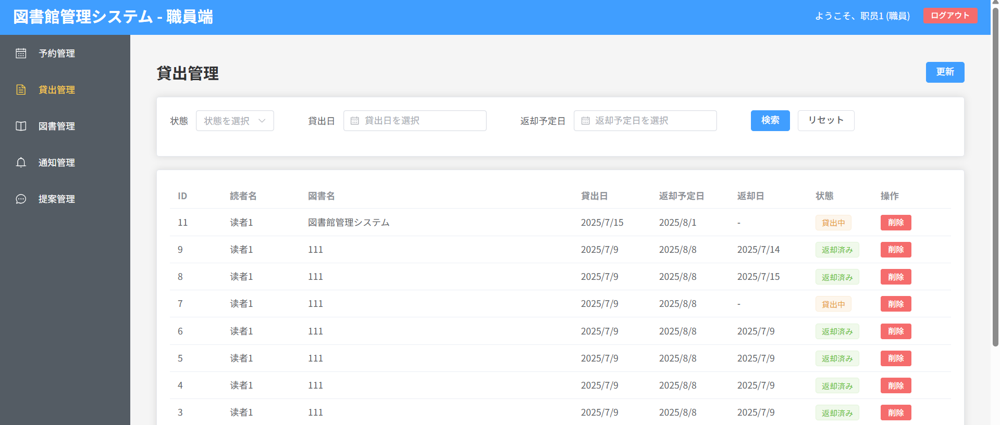 図書館管理システム - 職員端
ようこそ、职员1 (職員) ログアウト
予約管理
貸出管理
図書管理
通知管理
提案管理
貸出管理
更新
状態 状態を選択 貸出日 貸出日を選択 返却予定日 返却予定日を選択 検索 リセット
ID 読者名 図書名 貸出日 返却予定日 返却日 状態 操作
11 读者1 図書館管理システム 2025/7/15 2025/8/1 - 貸出中 削除
9 读者1 111 2025/7/9 2025/8/8 2025/7/14 返却済み 削除
8 读者1 111 2025/7/9 2025/8/8 2025/7/15 返却済み 削除
7 读者1 111 2025/7/9 2025/8/8 - 貸出中 削除
6 读者1 111 2025/7/9 2025/8/8 2025/7/9 返却済み 削除
5 读者1 111 2025/7/9 2025/8/8 2025/7/9 返却済み 削除
4 读者1 111 2025/7/9 2025/8/8 2025/7/9 返却済み 削除
3 读者1 111 2025/7/9 2025/8/8 2025/7/9 返却済み 削除